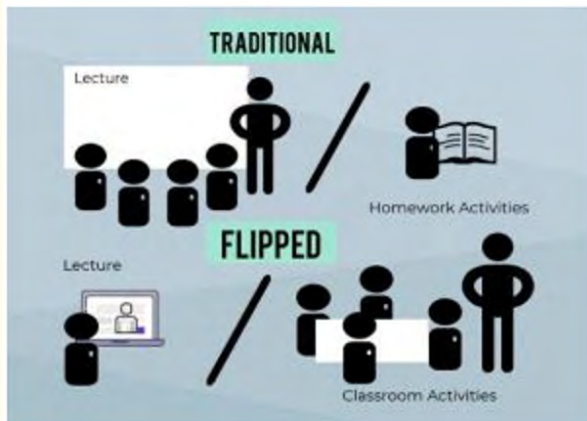 TRADITIONAL
Lecture
Homework Activities
FLIPPED
Lecture
Classroom Activities